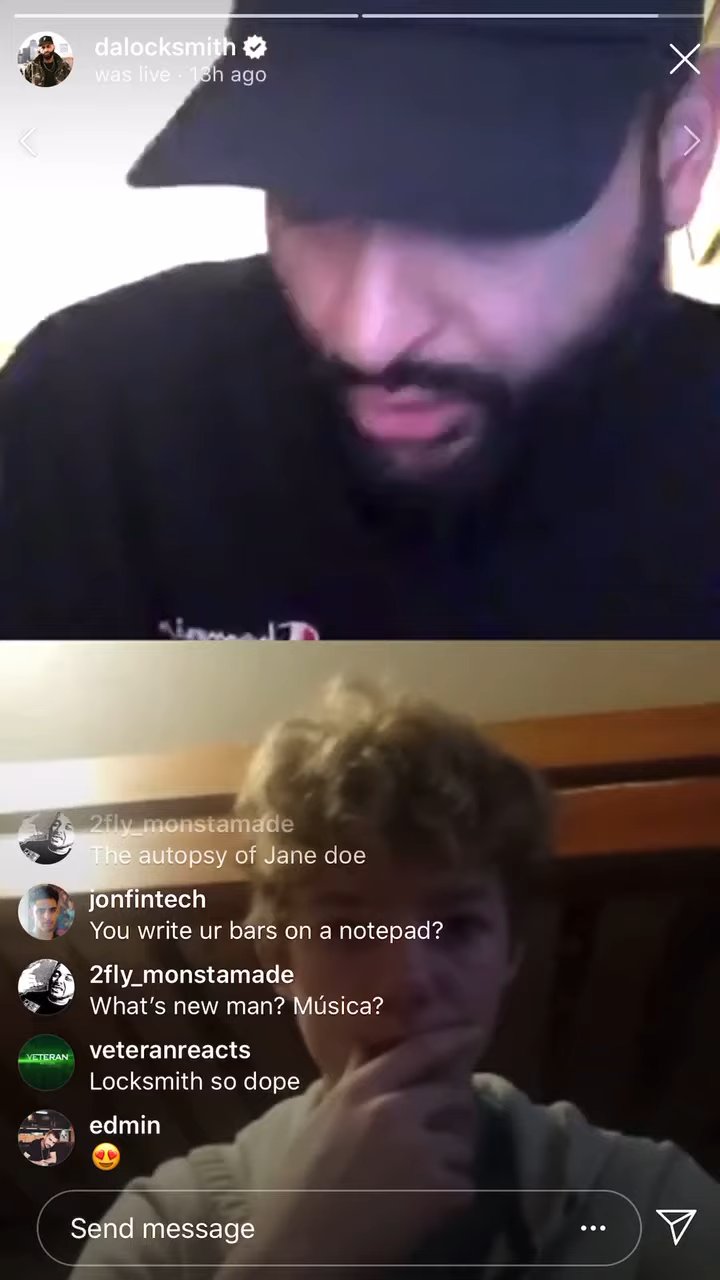 dalocksmith
was live · 13h ago
2fly_monstamade
The autopsy of Jane doe
jonfintech
You write ur bars on a notepad?
2fly_monstamade
What's new man? Música?
VETERAN
veteranreacts
Locksmith so dope
edmin
😍
Send message